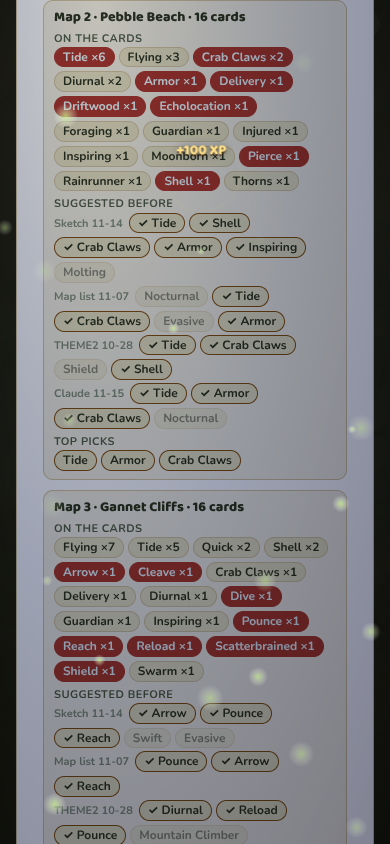 Map 2 · Pebble Beach · 16 cards
ON THE CARDS
Tide ×6 Flying ×3 Crab Claws ×2
Diurnal ×2 Armor ×1 Delivery ×1
Driftwood ×1 Echolocation ×1
Foraging ×1 Guardian ×1 Injured ×1
+100 XP
Inspiring ×1 Moonborn ×1 Pierce ×1
Rainrunner ×1 Shell ×1 Thorns ×1
SUGGESTED BEFORE
Sketch 11-14 ✓ Tide ✓ Shell
✓ Crab Claws ✓ Armor ✓ Inspiring
Molting
Map list 11-07 Nocturnal ✓ Tide
✓ Crab Claws Evasive ✓ Armor
THEME2 10-28 ✓ Tide ✓ Crab Claws
Shield ✓ Shell
Claude 11-15 ✓ Tide ✓ Armor
✓ Crab Claws Nocturnal
TOP PICKS
Tide Armor Crab Claws
Map 3 · Gannet Cliffs · 16 cards
ON THE CARDS
Flying ×7 Tide ×5 Quick ×2 Shell ×2
Arrow ×1 Cleave ×1 Crab Claws ×1
Delivery ×1 Diurnal ×1 Dive ×1
Guardian ×1 Inspiring ×1 Pounce ×1
Reach ×1 Reload ×1 Scatterbrained ×1
Shield ×1 Swarm ×1
SUGGESTED BEFORE
Sketch 11-14 ✓ Arrow ✓ Pounce
✓ Reach Swift Evasive
Map list 11-07 ✓ Pounce ✓ Arrow
✓ Reach
THEME2 10-28 ✓ Diurnal ✓ Reload
✓ Pounce Mountain Climber